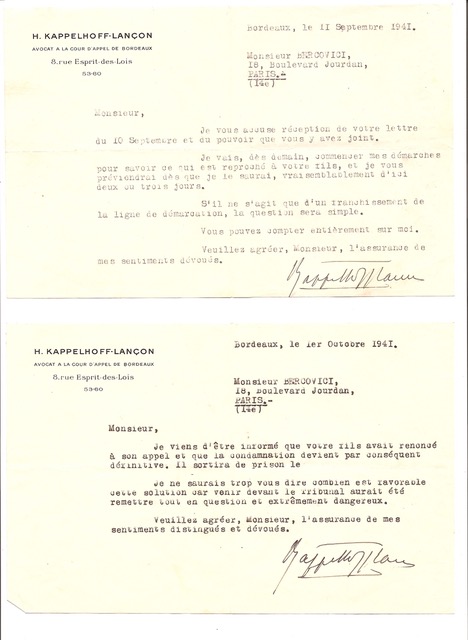 H. KAPPELHOFF-LANÇON
AVOCAT A LA COUR D'APPEL DE BORDEAUX
8, rue Esprit-des-Lois
53-60
Bordeaux, le 11 Septembre 1941.
Monsieur BERCOVICI,
18, Boulevard Jourdan,
PARIS.-
(14e)
Monsieur,
Je vous accuse réception de votre lettre
du 10 Septembre et du pouvoir que vous y avez joint.
Je vais, dès demain, commencer mes démarches
pour savoir ce qui est reproché à votre fils, et je vous
préviendrai dès que je le saurai, vraisemblablement d'ici
deux ou trois jours.
S'il ne s'agit que d'un franchissement de
la ligne de démarcation, la question sera simple.
Vous pouvez compter entièrement sur moi.
Veuillez agréer, Monsieur, l'assurance de
mes sentiments dévoués.
H. KAPPELHOFF-LANÇON
AVOCAT A LA COUR D'APPEL DE BORDEAUX
8, rue Esprit-des-Lois
53-60
Bordeaux, le 1er Octobre 1941.
Monsieur BERCOVICI,
18, Boulevard Jourdan,
PARIS.-
(14e)
Monsieur,
Je viens d'être informé que votre fils avait renoncé
à son appel et que la condamnation devient par conséquent
définitive. Il sortira de prison le
Je ne saurais trop vous dire combien est favorable
cette solution car venir devant le Tribunal aurait été
remettre tout en question et extrêmement dangereux.
Veuillez agréer, Monsieur, l'assurance de mes
sentiments distingués et dévoués.